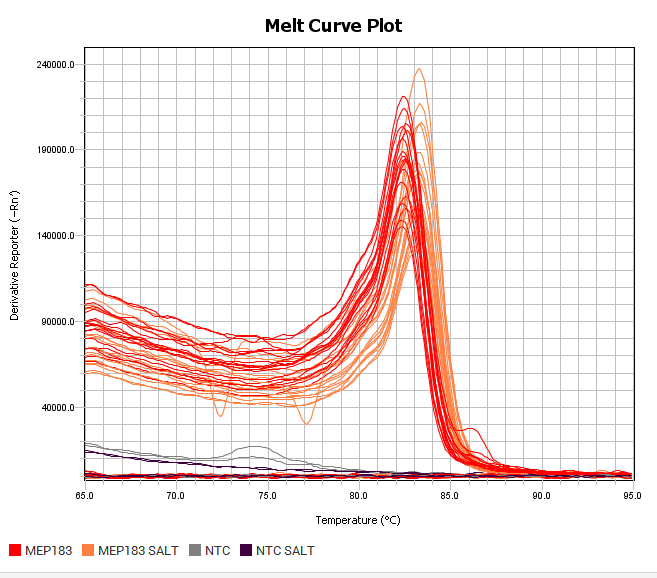 Melt Curve Plot
240000.0
190000.0
140000.0
90000.0
40000.0
Derivative Reporter (−Rn')
65.0 70.0 75.0 80.0 85.0 90.0 95.0
Temperature (°C)
MEP183 MEP183 SALT NTC NTC SALT